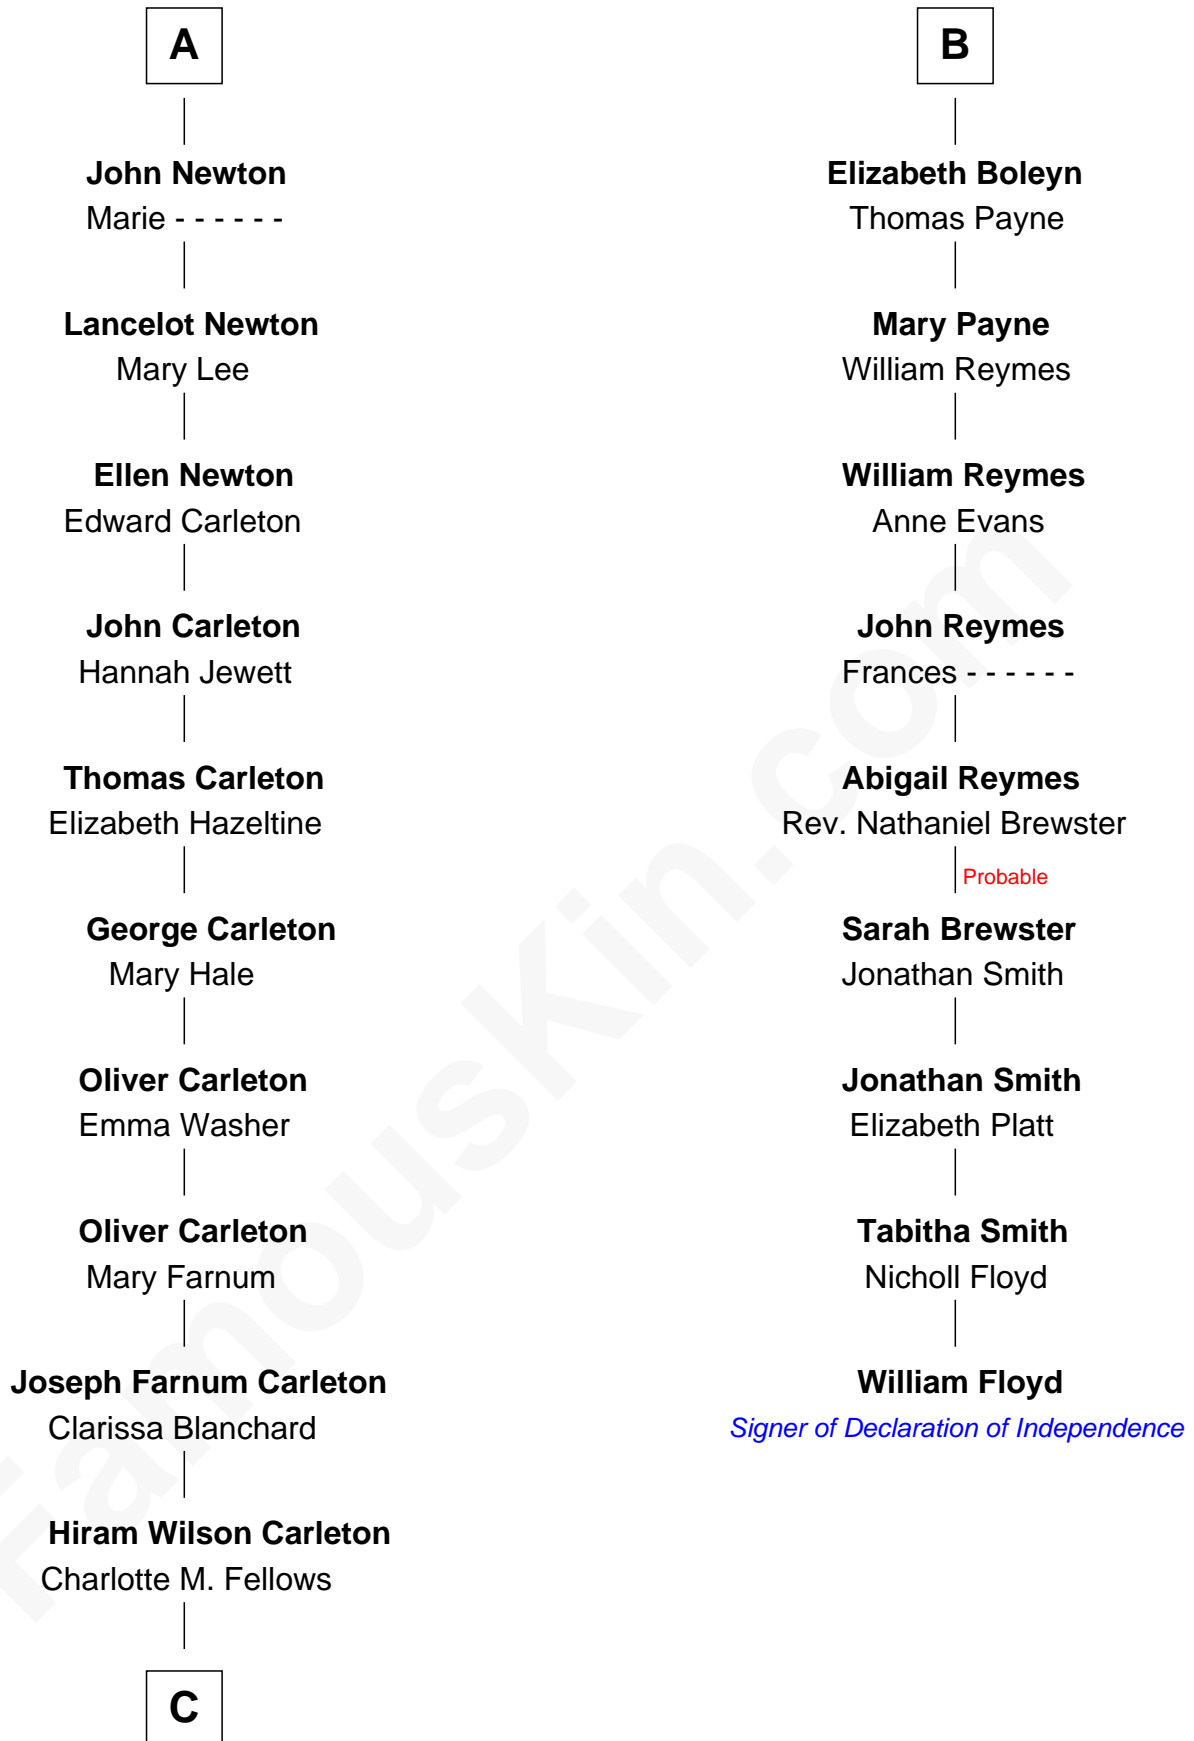 A
John Newton
Marie - - - - - -
Lancelot Newton
Mary Lee
Ellen Newton
Edward Carleton
John Carleton
Hannah Jewett
Thomas Carleton
Elizabeth Hazeltine
George Carleton
Mary Hale
Oliver Carleton
Emma Washer
Oliver Carleton
Mary Farnum
Joseph Farnum Carleton
Clarissa Blanchard
Hiram Wilson Carleton
Charlotte M. Fellows
C
B
Elizabeth Boleyn
Thomas Payne
Mary Payne
William Reymes
William Reymes
Anne Evans
John Reymes
Frances - - - - - -
Abigail Reymes
Rev. Nathaniel Brewster
Probable
Sarah Brewster
Jonathan Smith
Jonathan Smith
Elizabeth Platt
Tabitha Smith
Nicholl Floyd
William Floyd
Signer of Declaration of Independence
FamousKin.com